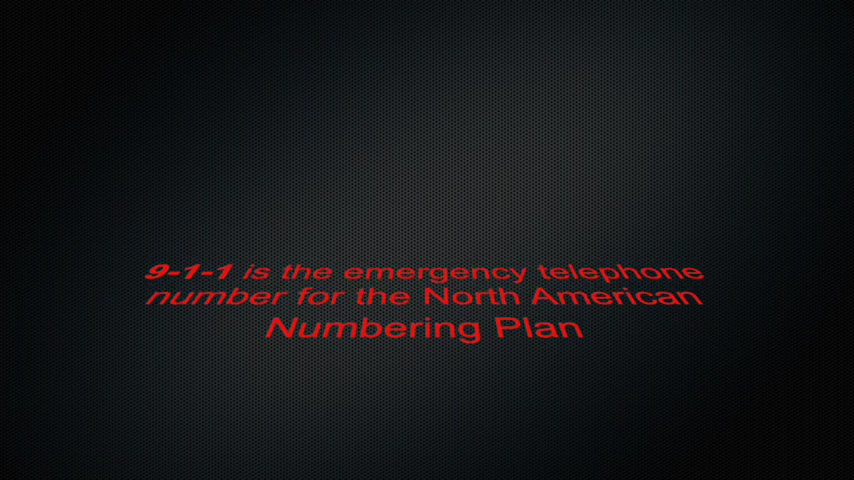 9-1-1 is the emergency telephone
number for the North American
Numbering Plan